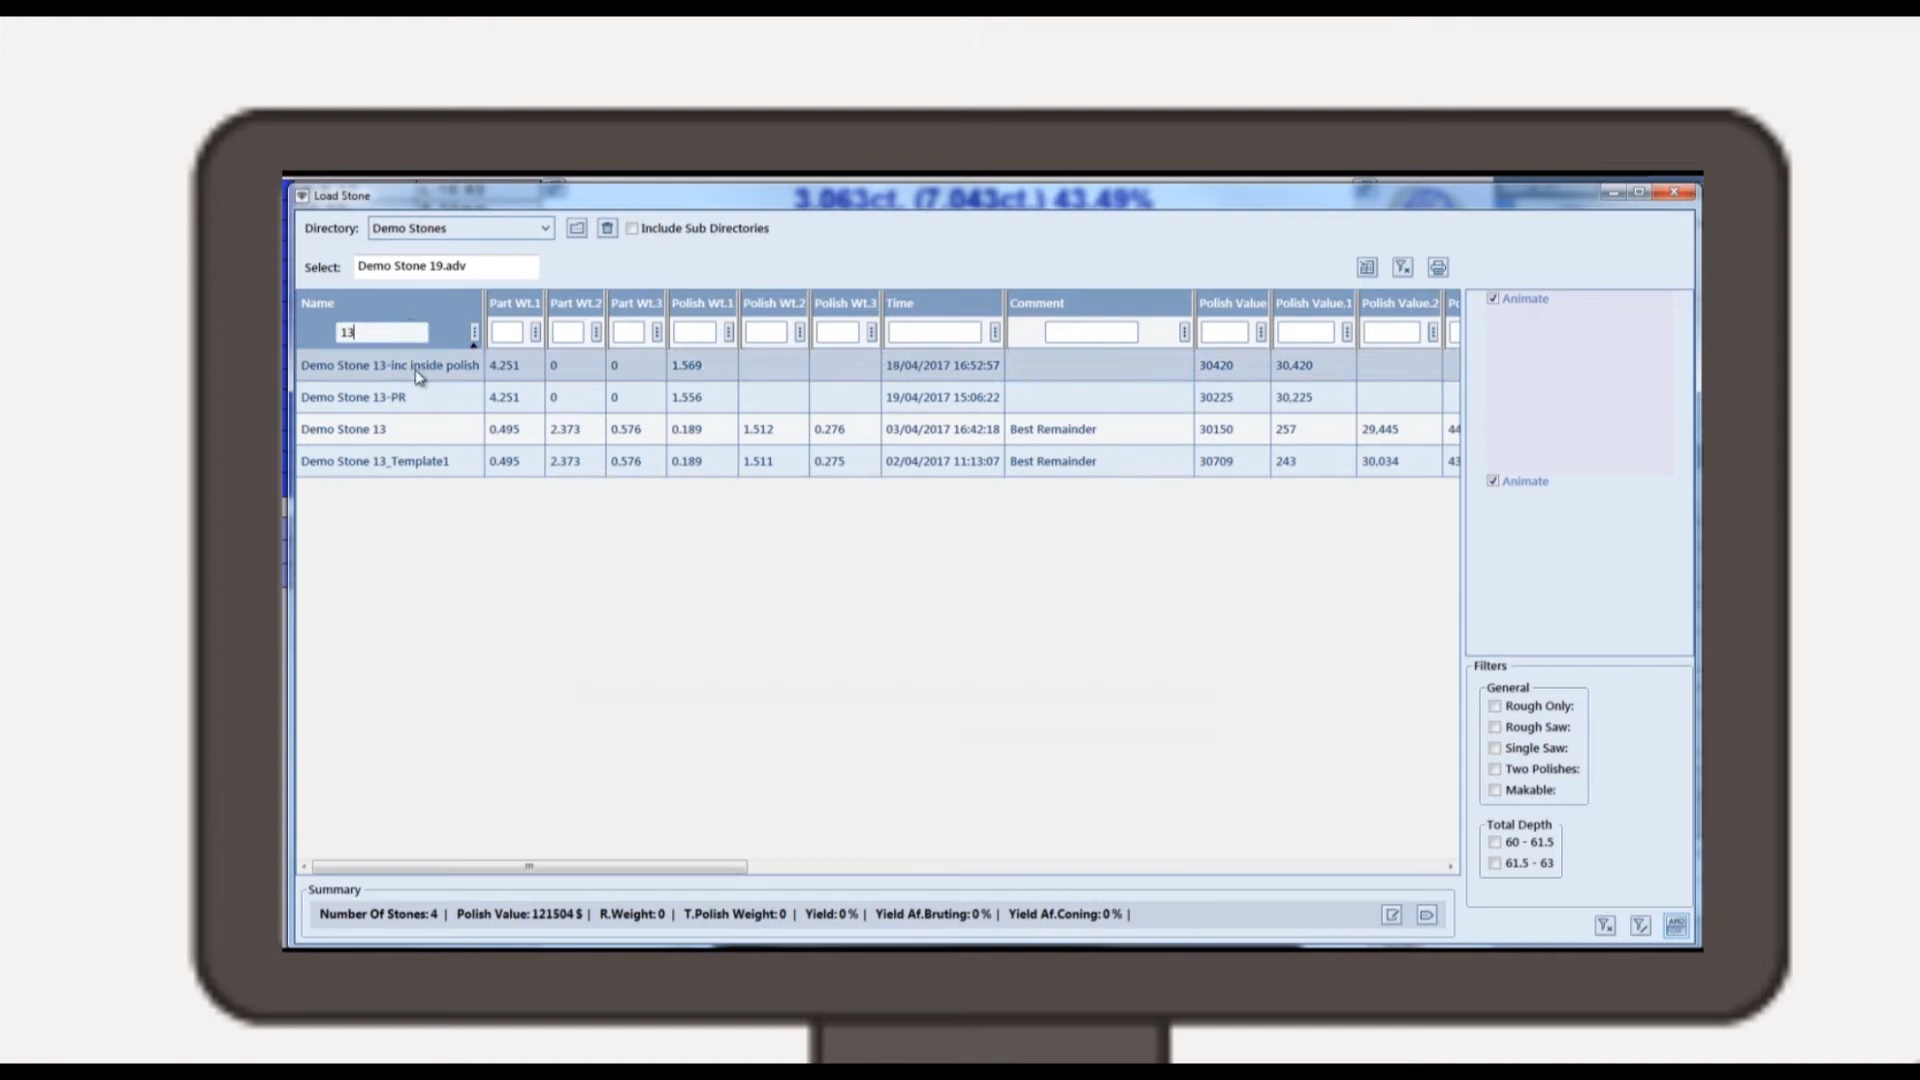 Load Stone
3.063ct. (7.043ct.) 43.49%
Directory: Demo Stones Include Sub Directories
Select: Demo Stone 19.adv
Name Part Wt.1 Part Wt.2 Part Wt.3 Polish Wt.1 Polish Wt.2 Polish Wt.3 Time Comment Polish Value Polish Value.1 Polish Value.2
13
Demo Stone 13-inc inside polish 4.251 0 0 1.569 18/04/2017 16:52:57 30420 30,420
Demo Stone 13-PR 4.251 0 0 1.556 19/04/2017 15:06:22 30225 30,225
Demo Stone 13 0.495 2.373 0.576 0.189 1.512 0.276 03/04/2017 16:42:18 Best Remainder 30150 257 29,445 44
Demo Stone 13_Template1 0.495 2.373 0.576 0.189 1.511 0.275 02/04/2017 11:13:07 Best Remainder 30709 243 30,034 43
Animate
Animate
Filters
General
Rough Only:
Rough Saw:
Single Saw:
Two Polishes:
Makable:
Total Depth
60 - 61.5
61.5 - 63
Summary
Number Of Stones: 4 | Polish Value: 121504 $ | R.Weight: 0 | T.Polish Weight: 0 | Yield: 0 % | Yield Af.Bruting: 0 % | Yield Af.Coning: 0 % |
AND